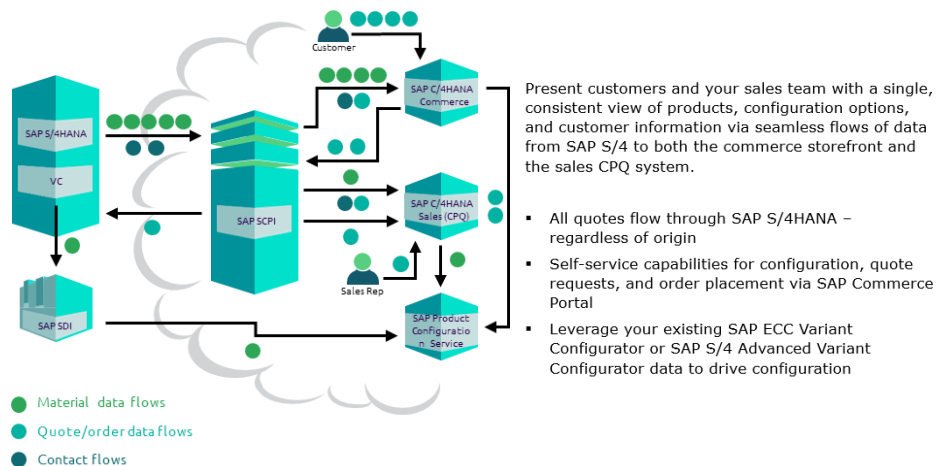 Customer
SAP C/4HANA
Commerce
SAP S/4HANA
VC
SAP SCPI
SAP C/4HANA
Sales (CPQ)
Sales Rep
SAP SDI
SAP Product
Configuratio
n Service
Material data flows
Quote/order data flows
Contact flows
Present customers and your sales team with a single,
consistent view of products, configuration options,
and customer information via seamless flows of data
from SAP S/4 to both the commerce storefront and
the sales CPQ system.
▪ All quotes flow through SAP S/4HANA –
regardless of origin
▪ Self-service capabilities for configuration, quote
requests, and order placement via SAP Commerce
Portal
▪ Leverage your existing SAP ECC Variant
Configurator or SAP S/4 Advanced Variant
Configurator data to drive configuration